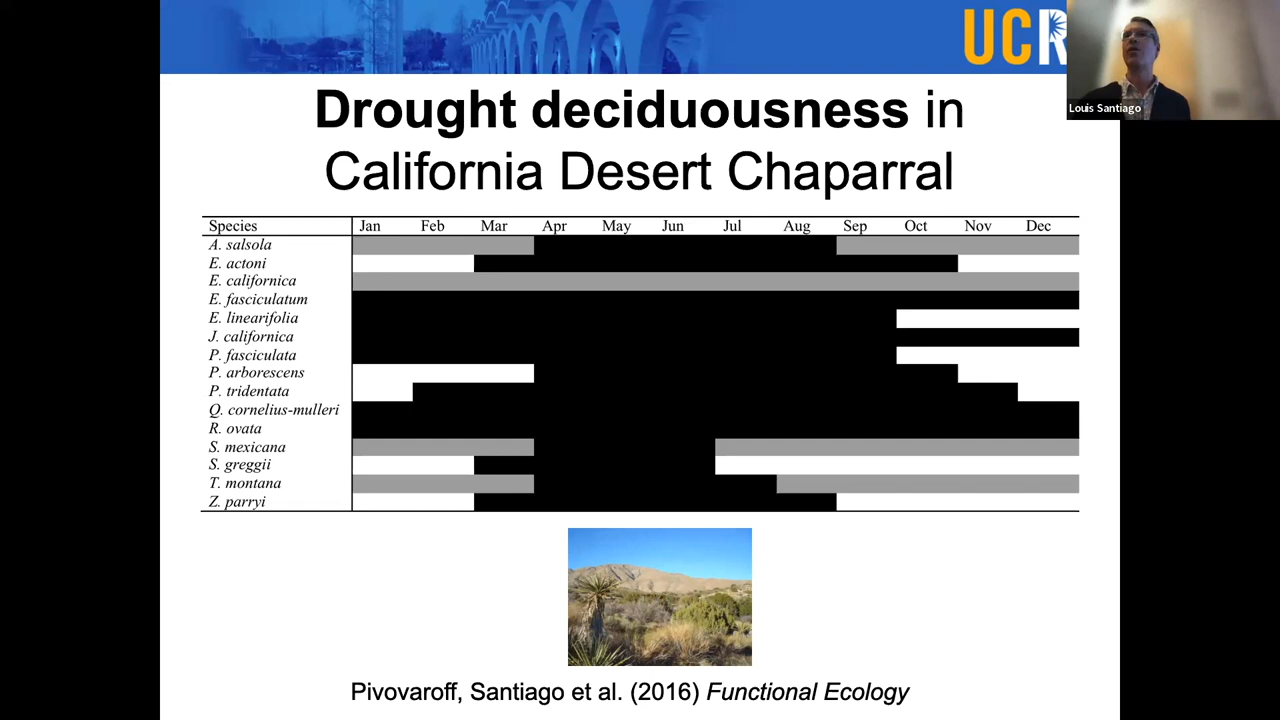 UCR
Louis Santiago
Drought deciduousness in
California Desert Chaparral
Species Jan Feb Mar Apr May Jun Jul Aug Sep Oct Nov Dec
A. salsola
E. actoni
E. californica
E. fasciculatum
E. linearifolia
J. californica
P. fasciculata
P. arborescens
P. tridentata
Q. cornelius-mulleri
R. ovata
S. mexicana
S. greggii
T. montana
Z. parryi
Pivovaroff, Santiago et al. (2016) Functional Ecology